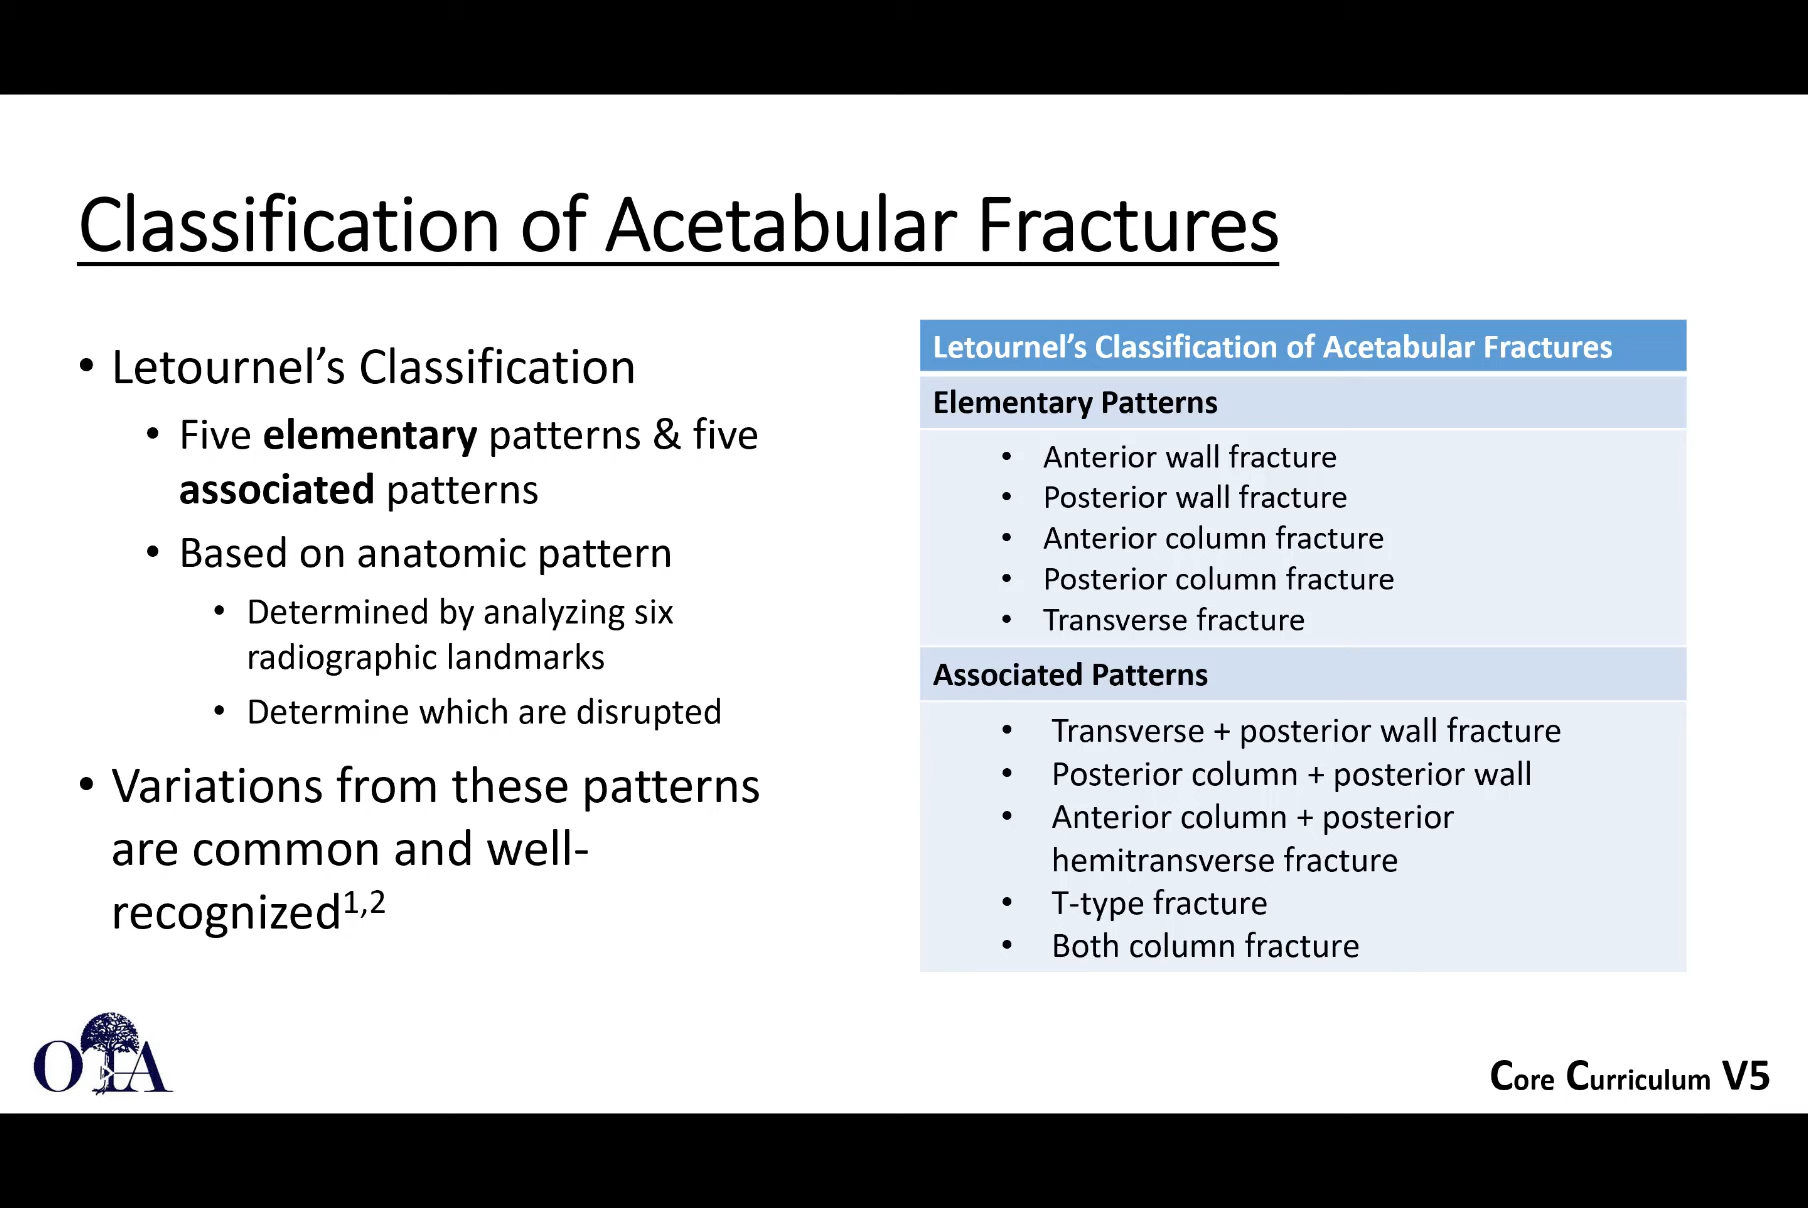 Classification of Acetabular Fractures
• Letournel’s Classification
• Five elementary patterns & five
associated patterns
• Based on anatomic pattern
• Determined by analyzing six
radiographic landmarks
• Determine which are disrupted
• Variations from these patterns
are common and well-
recognized1,2
Letournel’s Classification of Acetabular Fractures
Elementary Patterns
• Anterior wall fracture
• Posterior wall fracture
• Anterior column fracture
• Posterior column fracture
• Transverse fracture
Associated Patterns
• Transverse + posterior wall fracture
• Posterior column + posterior wall
• Anterior column + posterior
hemitransverse fracture
• T-type fracture
• Both column fracture
OTA
Core Curriculum V5